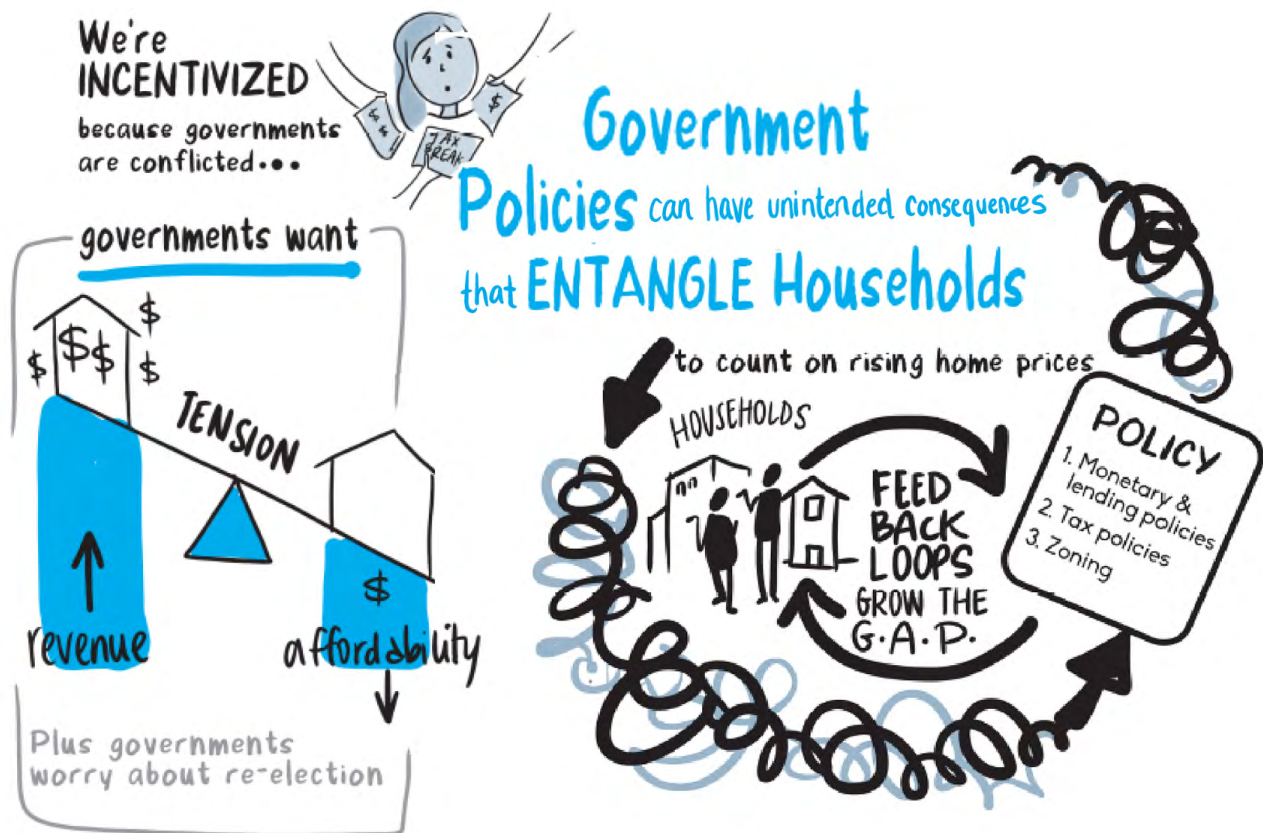 We're
INCENTIVIZED
because governments
are conflicted...
$
TAX
BREAK
Government
Policies can have unintended consequences
that ENTANGLE Households
to count on rising home prices
governments want
$
$$
$
$
TENSION
$
revenue
affordability
Plus governments
worry about re-election
HOUSEHOLDS
FEED
BACK
LOOPS
GROW THE
G.A.P.
POLICY
1. Monetary &
lending policies
2. Tax policies
3. Zoning